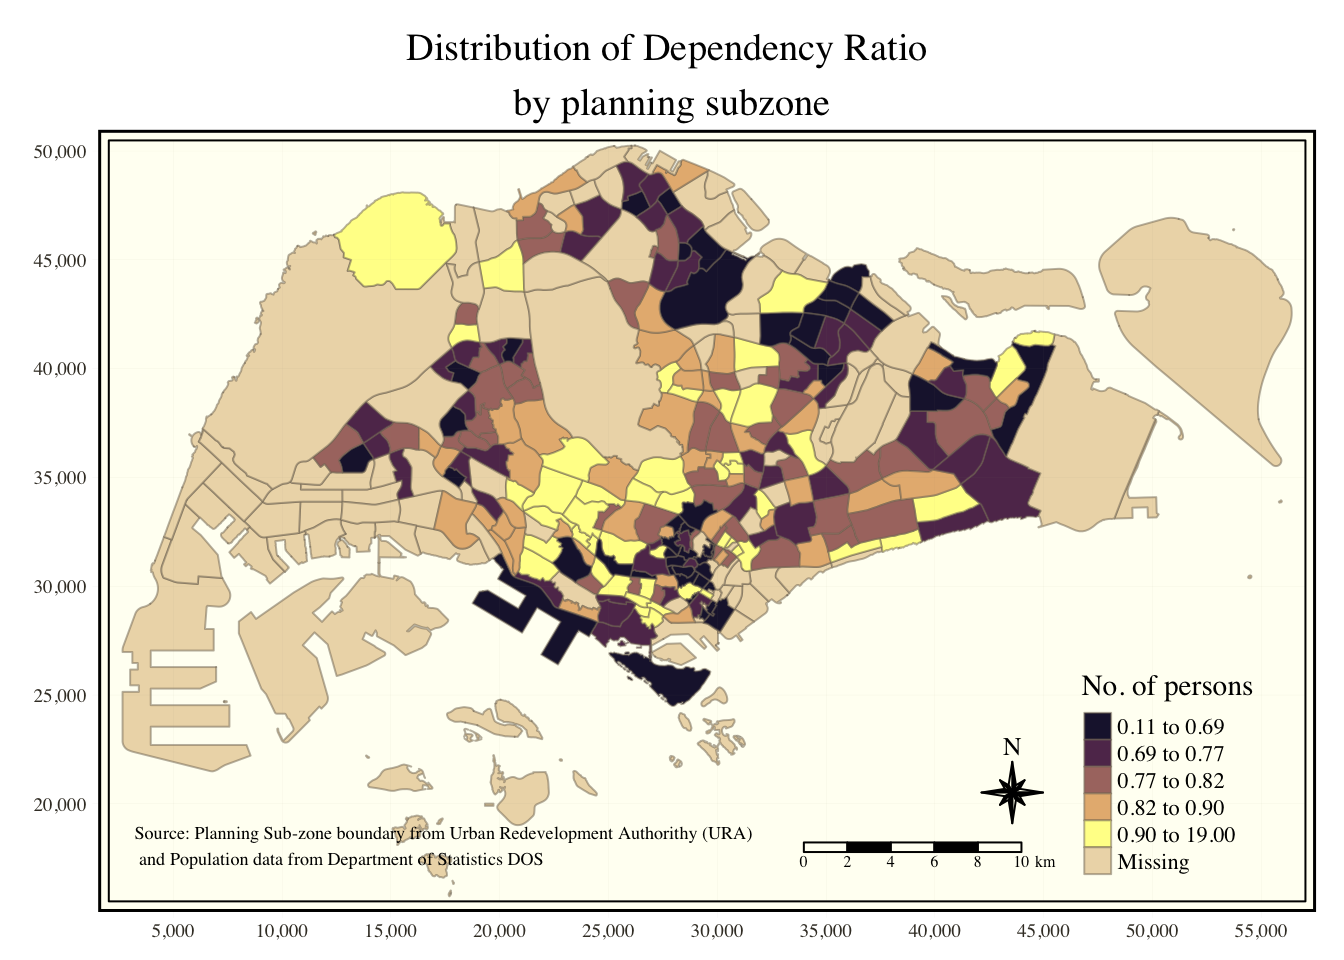 Distribution of Dependency Ratio
by planning subzone
50,000
45,000
40,000
35,000
30,000
25,000
20,000
5,000 10,000 15,000 20,000 25,000 30,000 35,000 40,000 45,000 50,000 55,000
No. of persons
0.11 to 0.69
0.69 to 0.77
0.77 to 0.82
0.82 to 0.90
0.90 to 19.00
Missing
N
0 2 4 6 8 10 km
Source: Planning Sub-zone boundary from Urban Redevelopment Authorithy (URA)
and Population data from Department of Statistics DOS